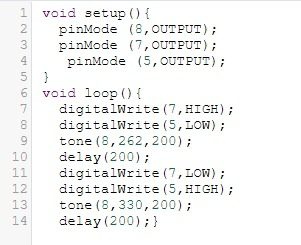 1 void setup(){
2 pinMode (8,OUTPUT);
3 pinMode (7,OUTPUT);
4 pinMode (5,OUTPUT);
5 }
6 void loop(){
7 digitalWrite(7,HIGH);
8 digitalWrite(5,LOW);
9 tone(8,262,200);
10 delay(200);
11 digitalWrite(7,LOW);
12 digitalWrite(5,HIGH);
13 tone(8,330,200);
14 delay(200);}